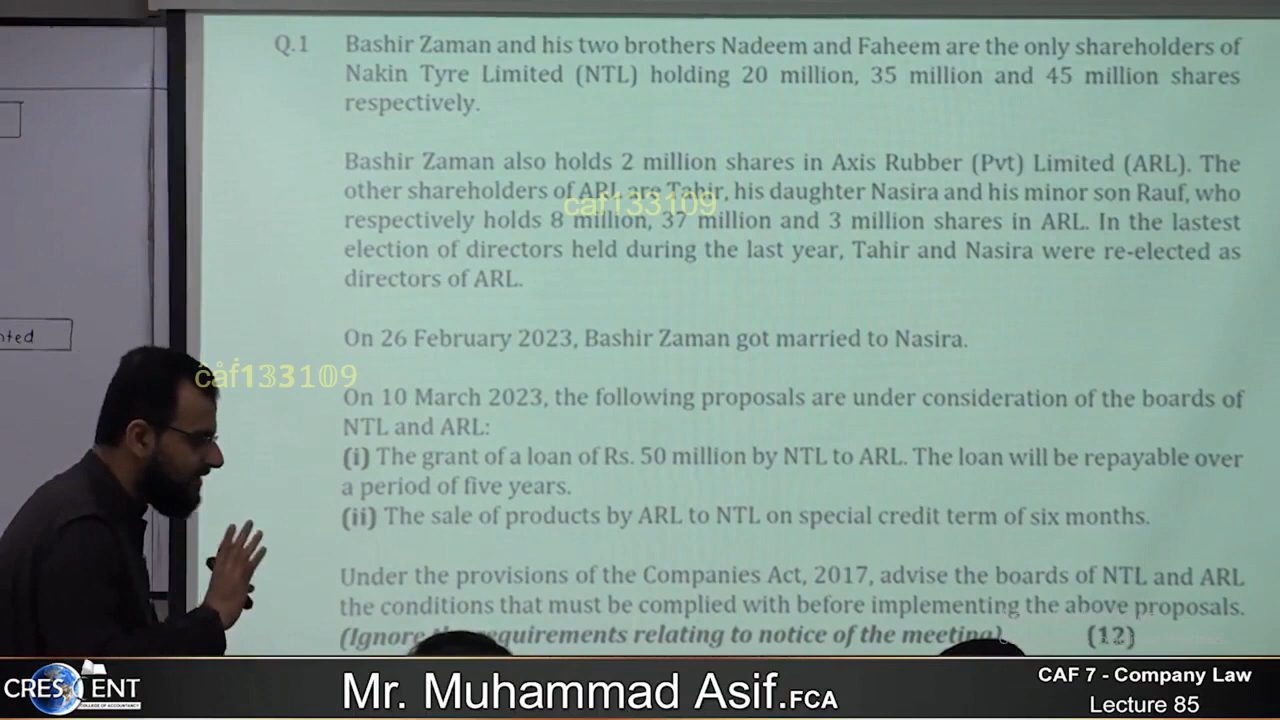 Q.1 Bashir Zaman and his two brothers Nadeem and Faheem are the only shareholders of
Nakin Tyre Limited (NTL) holding 20 million, 35 million and 45 million shares
respectively.
Bashir Zaman also holds 2 million shares in Axis Rubber (Pvt) Limited (ARL). The
other shareholders of ARL are Tahir, his daughter Nasira and his minor son Rauf, who
caf133109
respectively holds 8 million, 37 million and 3 million shares in ARL. In the lastest
election of directors held during the last year, Tahir and Nasira were re-elected as
directors of ARL.
On 26 February 2023, Bashir Zaman got married to Nasira.
nted
On 10 March 2023, the following proposals are under consideration of the boards of
NTL and ARL:
(i) The grant of a loan of Rs. 50 million by NTL to ARL. The loan will be repayable over
a period of five years.
(ii) The sale of products by ARL to NTL on special credit term of six months.
Under the provisions of the Companies Act, 2017, advise the boards of NTL and ARL
the conditions that must be complied with before implementing the above proposals.
(Ignore requirements relating to notice of the meeting) (12)
CRESCENT
COLLEGE OF ACCOUNTANCY
Mr. Muhammad Asif.FCA
CAF 7 - Company Law
Lecture 85